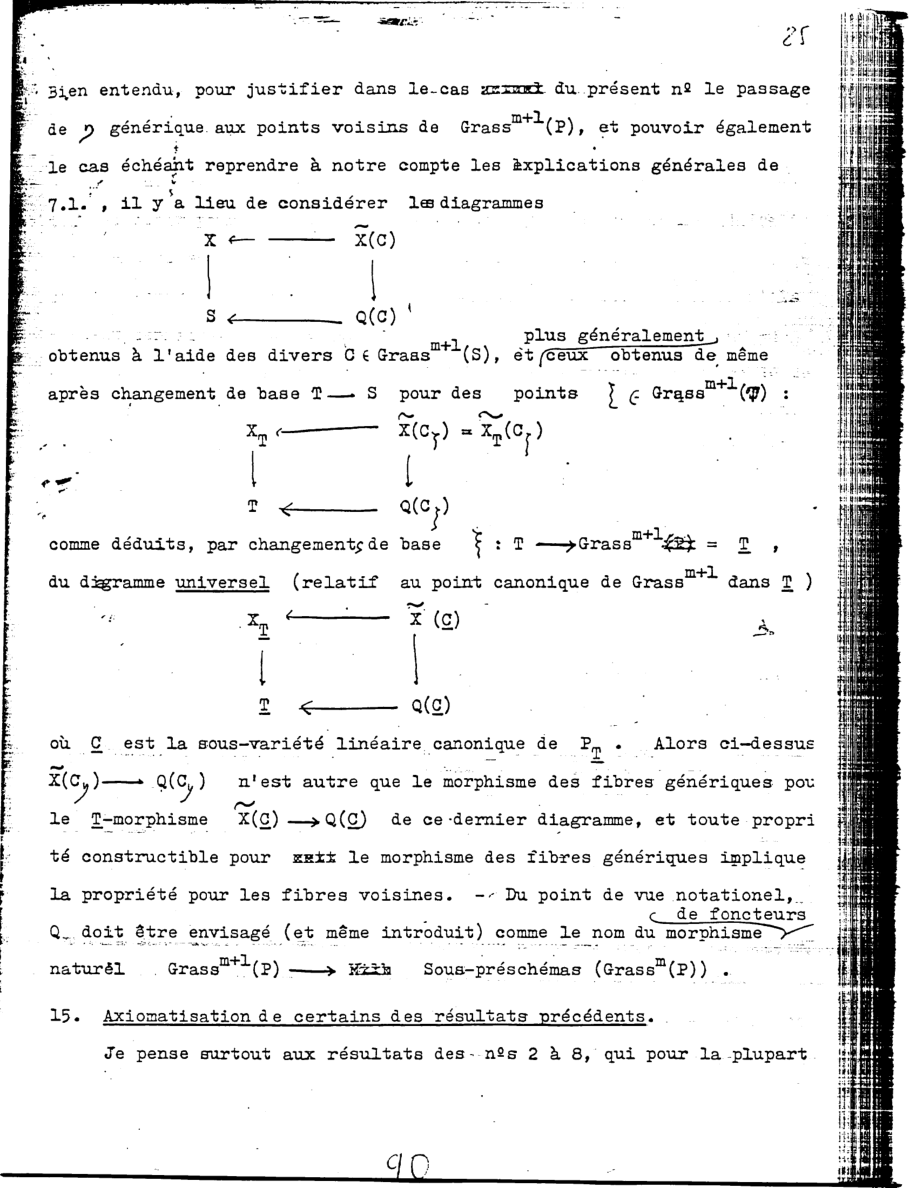 25
Bien entendu, pour justifier dans le cas du présent nº le passage
de η générique aux points voisins de Grass^{m+1}(P), et pouvoir également
le cas échéant reprendre à notre compte les explications générales de
7.1. , il y a lieu de considérer les diagrammes
X ← X̃(C)
↓ ↓
S ← Q(C)
plus généralement
obtenus à l'aide des divers C ∈ Grass^{m+1}(S), et ceux obtenus de même
après changement de base T → S pour des points ξ ∈ Grass^{m+1}(T) :
X_T ← X̃(C_ξ) = X̃_T(C_ξ)
↓ ↓
T ← Q(C_ξ)
comme déduits, par changements de base ξ : T → Grass^{m+1}(P) = T ,
du diagramme universel (relatif au point canonique de Grass^{m+1} dans T )
X_T ← X̃ (C)
↓ ↓
T ← Q(C)
où C est la sous-variété linéaire canonique de P_T . Alors ci-dessus
X̃(C_η) → Q(C_η) n'est autre que le morphisme des fibres génériques pou
le T-morphisme X̃(C) → Q(C) de ce dernier diagramme, et toute propri
té constructible pour le morphisme des fibres génériques implique
la propriété pour les fibres voisines. - Du point de vue notationel,
de foncteurs
Q doit être envisagé (et même introduit) comme le nom du morphisme
naturel Grass^{m+1}(P) → Sous-préschémas (Grass^m(P)) .
15. Axiomatisation de certains des résultats précédents.
Je pense surtout aux résultats des nºs 2 à 8, qui pour la plupart
90